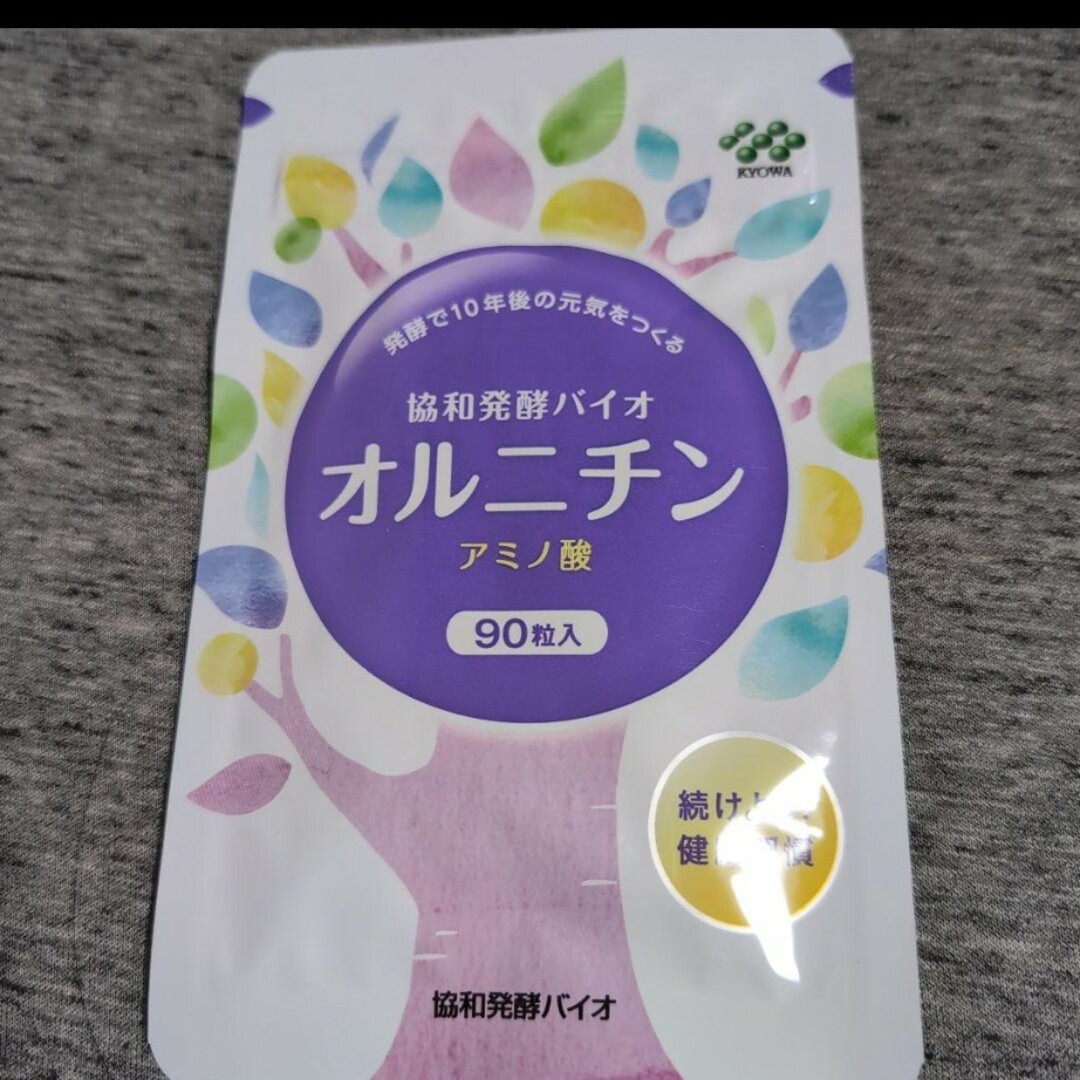 KYOWA
発酵で10年後の元気をつくる
協和発酵バイオ
オルニチン
アミノ酸
90粒入
続けよ
健 慣
協和発酵バイオ